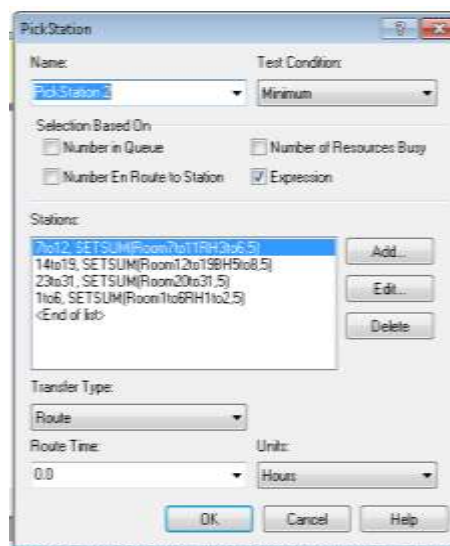 PickStation
Name:
Test Condition:
PickStation 2
Minimum
Selection Based On
Number in Queue
Number of Resources Busy
Number En Route to Station
Expression
Stations:
7to12, SETSUM(Room7to11RH3to6,5)
Add...
14to19, SETSUM(Room12to19BH5to8,5)
23to31, SETSUM(Room20to31,5)
Edit...
1to6, SETSUM(Room1to6RH1to2,5)
<End of list>
Delete
Transfer Type:
Route
Route Time:
Units:
0.0
Hours
OK
Cancel
Help